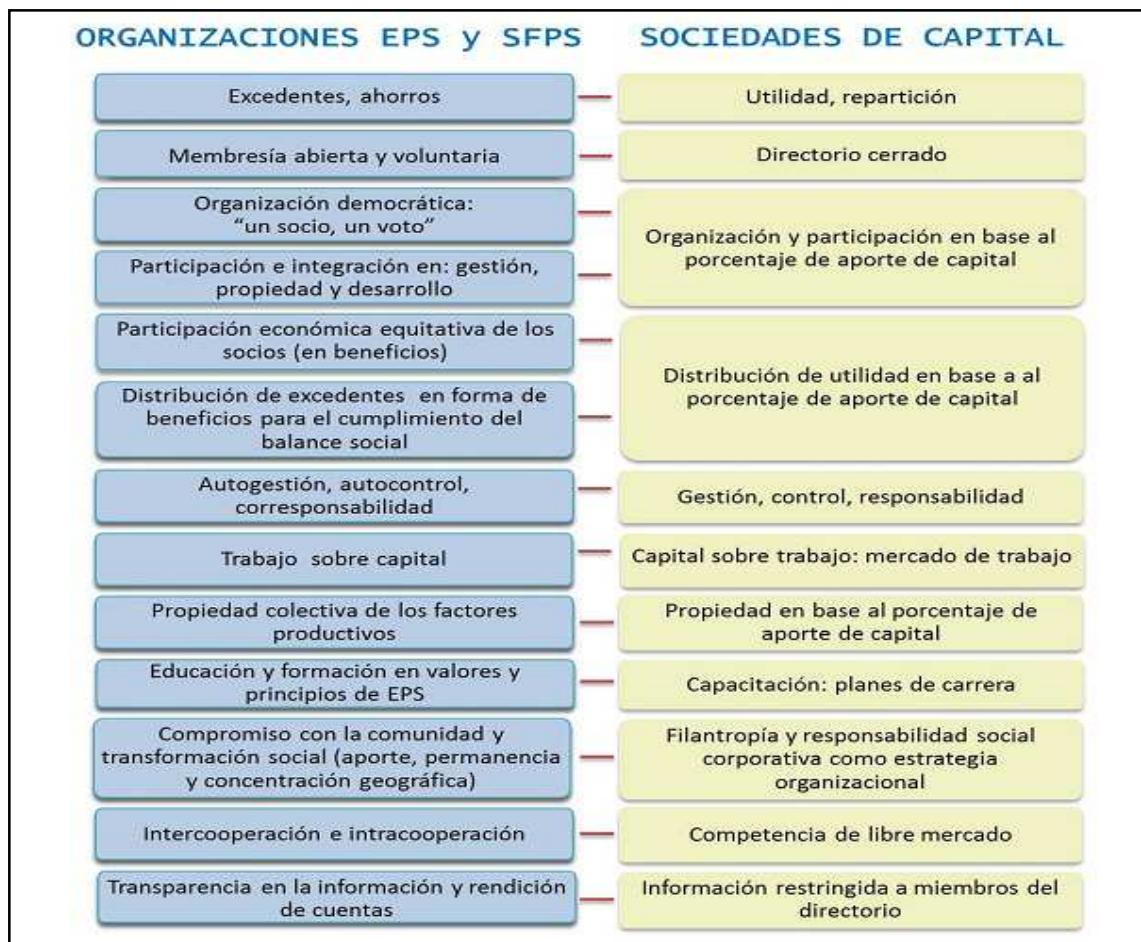 ORGANIZACIONES EPS y SFPS
SOCIEDADES DE CAPITAL
Excedentes, ahorros
Utilidad, repartición
Membresía abierta y voluntaria
Directorio cerrado
Organización democrática:
“un socio, un voto”
Participación e integración en: gestión,
propiedad y desarrollo
Organización y participación en base al
porcentaje de aporte de capital
Participación económica equitativa de los
socios (en beneficios)
Distribución de excedentes en forma de
beneficios para el cumplimiento del
balance social
Distribución de utilidad en base a al
porcentaje de aporte de capital
Autogestión, autocontrol,
corresponsabilidad
Gestión, control, responsabilidad
Trabajo sobre capital
Capital sobre trabajo: mercado de trabajo
Propiedad colectiva de los factores
productivos
Propiedad en base al porcentaje de
aporte de capital
Educación y formación en valores y
principios de EPS
Capacitación: planes de carrera
Compromiso con la comunidad y
transformación social (aporte, permanencia
y concentración geográfica)
Filantropía y responsabilidad social
corporativa como estrategia
organizacional
Intercooperación e intracooperación
Competencia de libre mercado
Transparencia en la información y rendición
de cuentas
Información restringida a miembros del
directorio